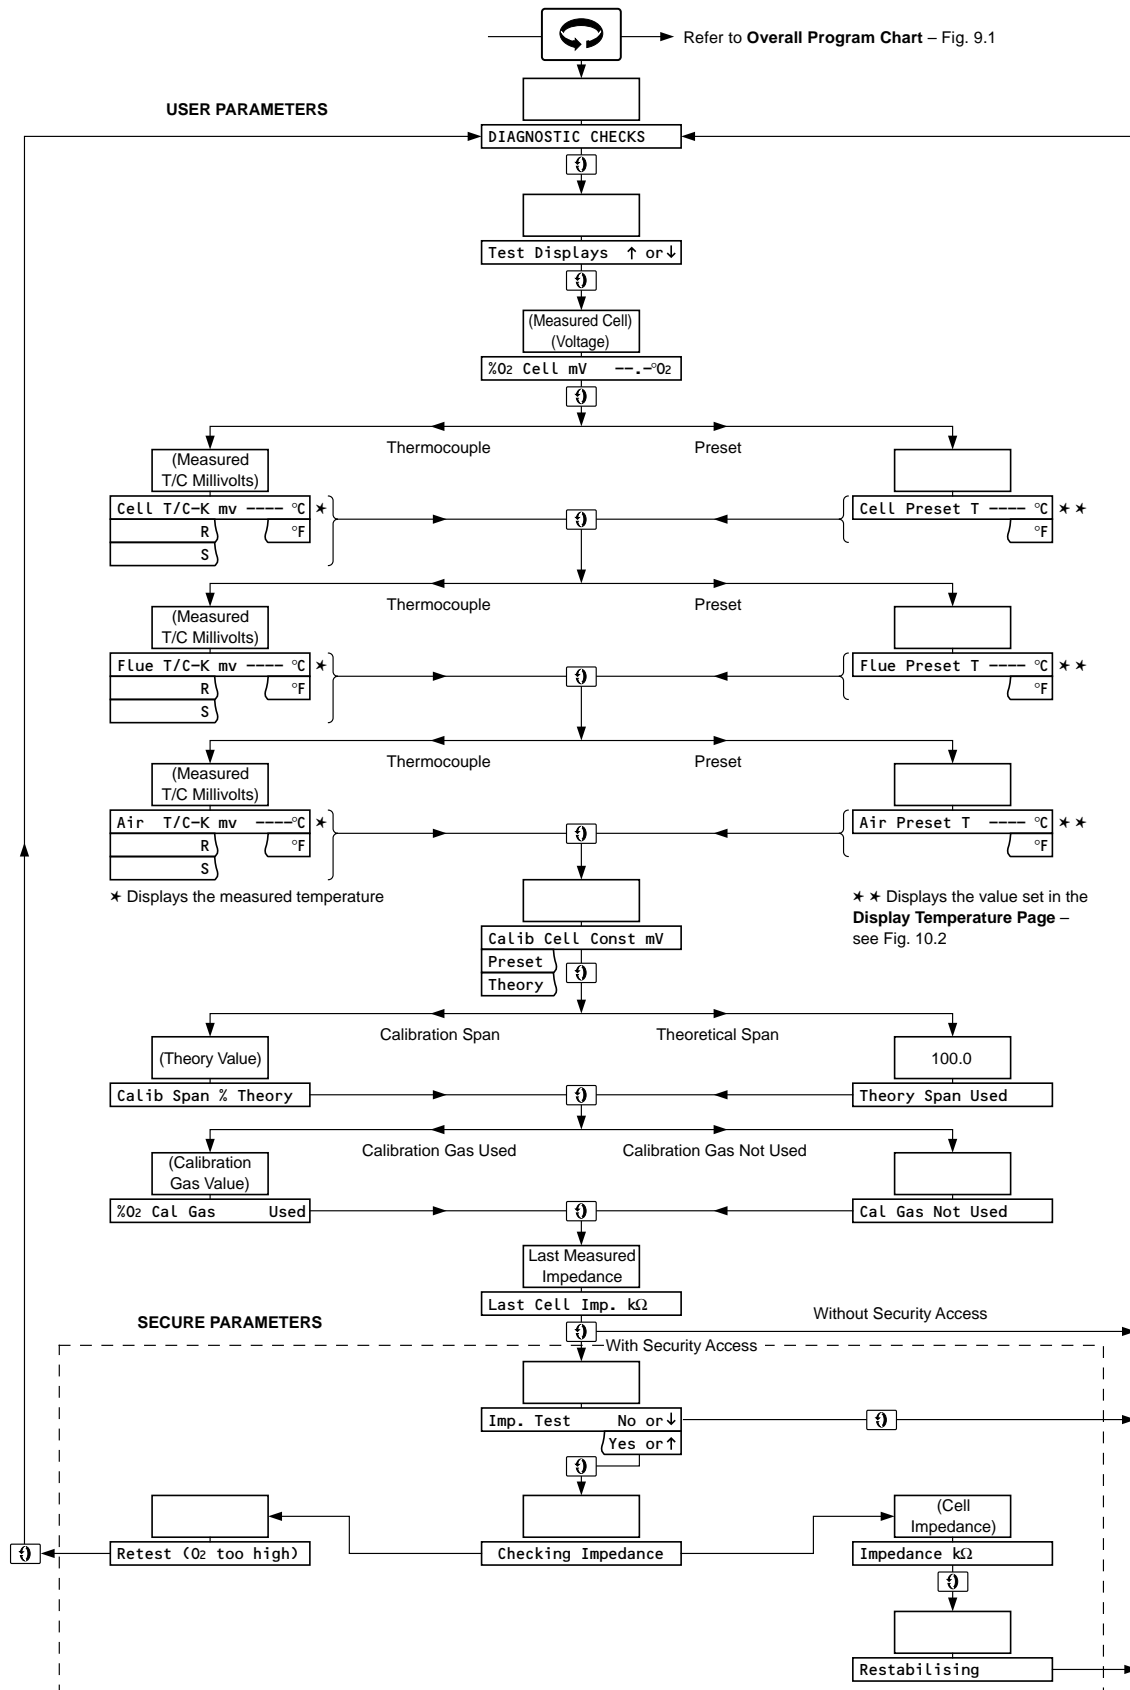 Refer to Overall Program Chart – Fig. 9.1
USER PARAMETERS
DIAGNOSTIC CHECKS
Test Displays ↑ or↓
(Measured Cell)
(Voltage)
%O2 Cell mV --.-°O2
Thermocouple
Preset
(Measured
T/C Millivolts)
Cell T/C-K mv ---- °C ★
R
°F
S
Cell Preset T ---- °C ★ ★
°F
Thermocouple
Preset
(Measured
T/C Millivolts)
Flue T/C-K mv ---- °C ★
R
°F
S
Flue Preset T ---- °C ★ ★
°F
Thermocouple
Preset
(Measured
T/C Millivolts)
Air T/C-K mv ----°C ★
R
°F
S
Air Preset T ---- °C ★ ★
°F
★ Displays the measured temperature
★ ★ Displays the value set in the
Display Temperature Page –
see Fig. 10.2
Calib Cell Const mV
Preset
Theory
Calibration Span
Theoretical Span
(Theory Value)
100.0
Calib Span % Theory
Theory Span Used
Calibration Gas Used
Calibration Gas Not Used
(Calibration
Gas Value)
%O2 Cal Gas Used
Cal Gas Not Used
Last Measured
Impedance
Last Cell Imp. kΩ
Without Security Access
SECURE PARAMETERS
With Security Access
Imp. Test No or↓
Yes or↑
(Cell
Impedance)
Retest (O2 too high)
Checking Impedance
Impedance kΩ
Restabilising